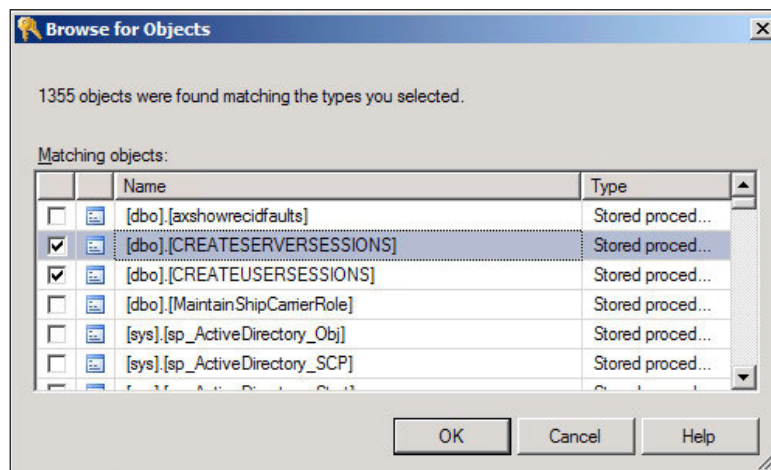 Browse for Objects
1355 objects were found matching the types you selected.
Matching objects:
Name Type
[dbo].[axshowrecidfaults] Stored proced...
[dbo].[CREATESERVERSESSIONS] Stored proced...
[dbo].[CREATEUSERSESSIONS] Stored proced...
[dbo].[MaintainShipCarrierRole] Stored proced...
[sys].[sp_ActiveDirectory_Obj] Stored proced...
[sys].[sp_ActiveDirectory_SCP] Stored proced...
OK Cancel Help